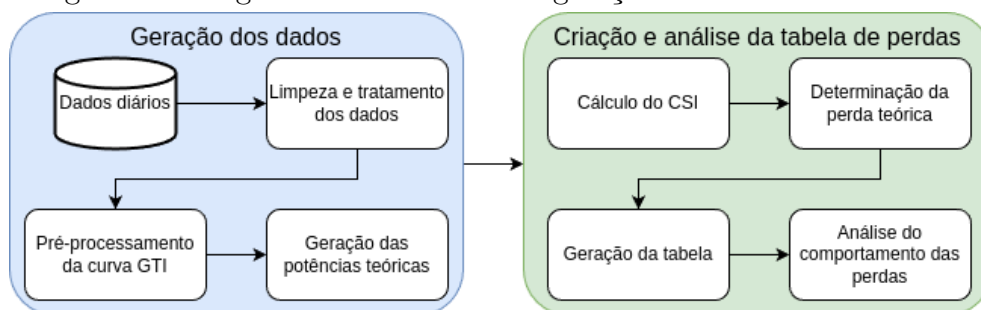 Geração dos dados
Dados diários
Limpeza e tratamento
dos dados
Pré-processamento
da curva GTI
Geração das
potências teóricas
Criação e análise da tabela de perdas
Cálculo do CSI
Determinação da
perda teórica
Geração da tabela
Análise do
comportamento das
perdas